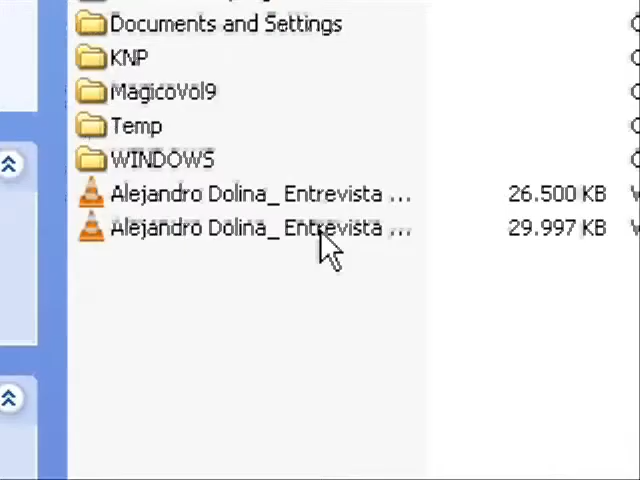 Documents and Settings
KNP
MagicoVol9
Temp
WINDOWS
Alejandro Dolina_ Entrevista ... 26.500 KB
Alejandro Dolina_ Entrevista ... 29.997 KB